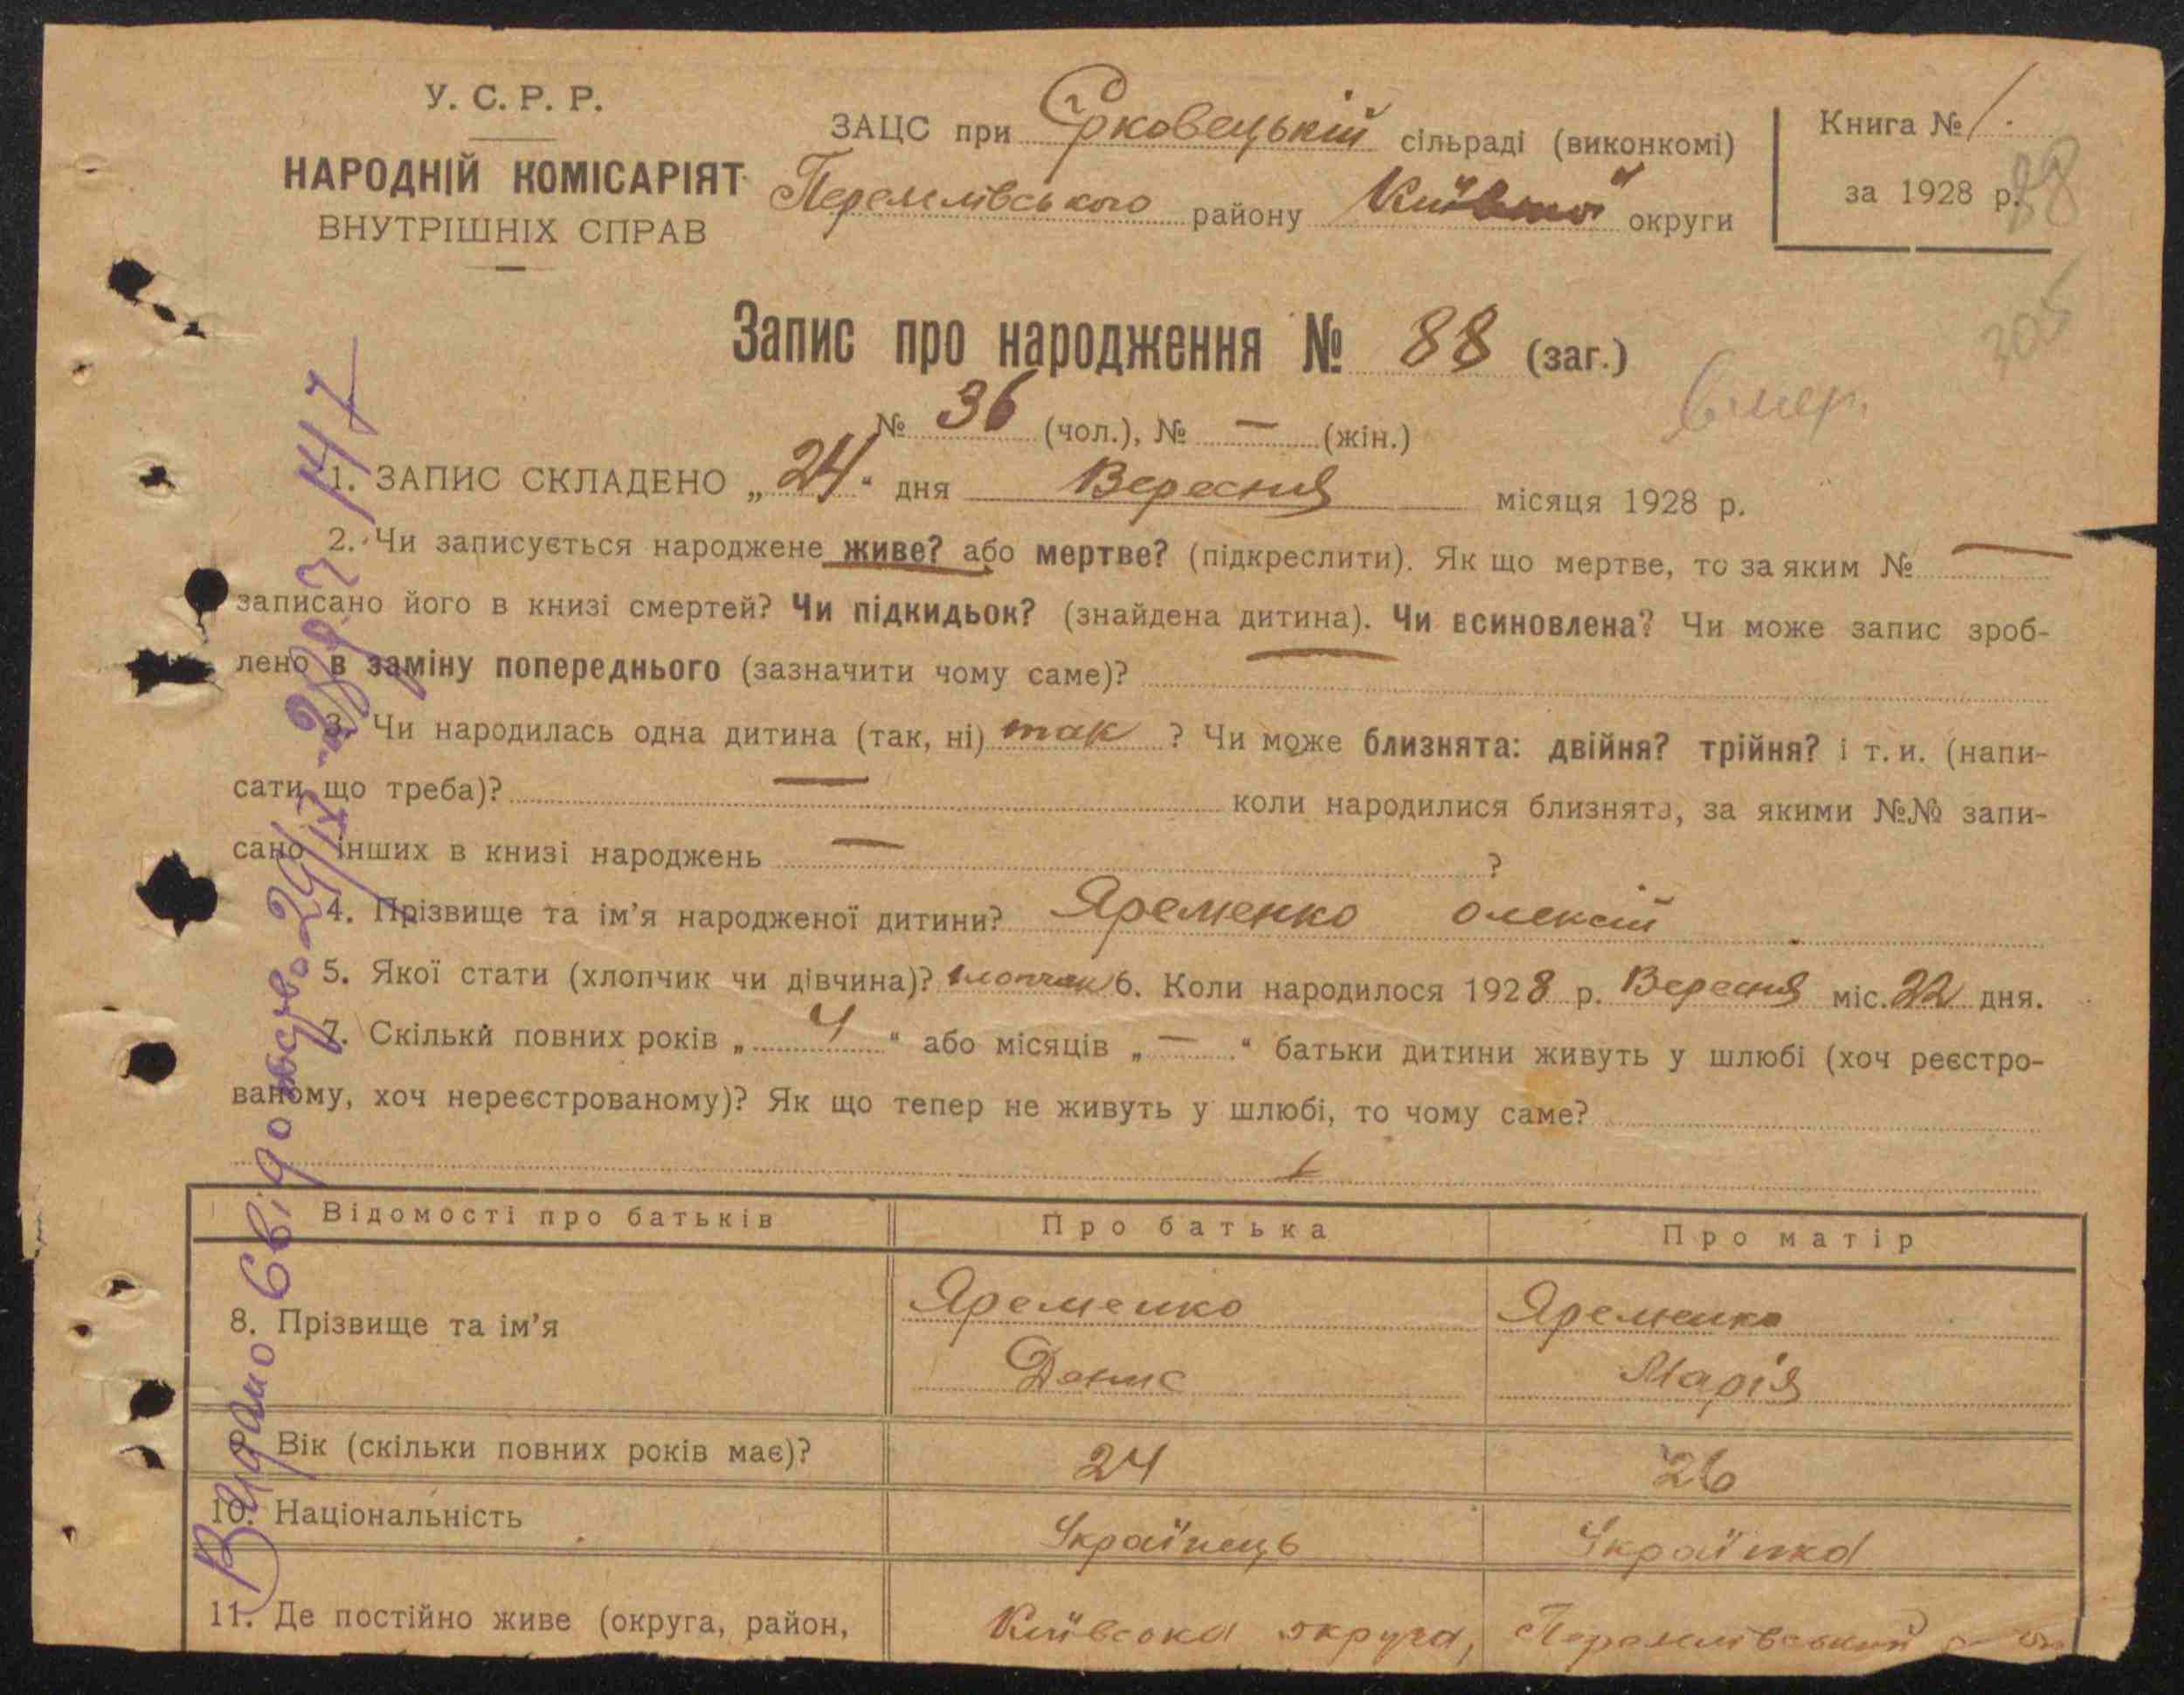 У. С. Р. Р.
НАРОДНІЙ КОМІСАРІЯТ
ВНУТРІШНІХ СПРАВ
ЗАЦС при Єрковецькій сільраді (виконкомі)
району округи
Книга № 1.
за 1928 р.
88
305
Запис про народження № 88 (заг.)
вмер.
№ 36 (чол.), № — (жін.)
1. ЗАПИС СКЛАДЕНО „24“ дня Вересня місяця 1928 р.
2. Чи записується народжене живе? або мертве? (підкреслити). Як що мертве, то за яким № —
записано його в книзі смертей? Чи підкидьок? (знайдена дитина). Чи всиновлена? Чи може запис зроб-
лено в заміну попереднього (зазначити чому саме)? —
3. Чи народилась одна дитина (так, ні) так ? Чи може близнята: двійня? трійня? і т. и. (напи-
сати що треба)? — коли народилися близнята, за якими №№ запи-
сано інших в книзі народжень — ?
4. Прізвище та ім’я народженої дитини? Яременко Олексій
5. Якої стати (хлопчик чи дівчина)? хлопчик 6. Коли народилося 1928 р. Вересня міс. 22 дня.
7. Скільки повних років „ 4 “ або місяців „ — “ батьки дитини живуть у шлюбі (хоч реєстро-
ваному, хоч нереєстрованому)? Як що тепер не живуть у шлюбі, то чому саме?
Відомості про батьків Про батька Про матір
8. Прізвище та ім’я Яременко Яременко
Денис Марія
Вік (скільки повних років має)? 24 26
10. Національність Українець Українка
11. Де постійно живе (округа, район, Київська округа,
Видано